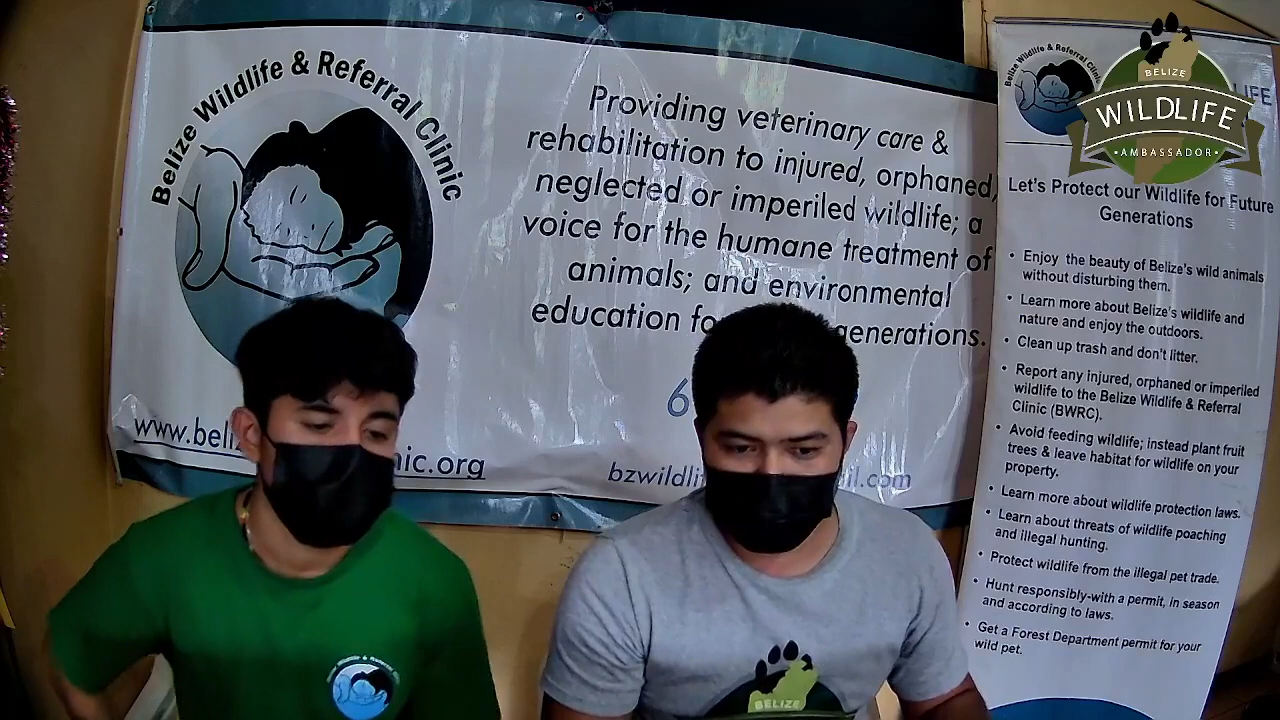 Belize Wildlife & Referral Clinic
Providing veterinary care &
rehabilitation to injured, orphaned,
neglected or imperiled wildlife; a
voice for the humane treatment of
animals; and environmental
education generations.
6
www. nic.org
.com
Belize Wildlife & Referral Clinic
BELIZE
WILDLIFE
•AMBASSADOR•
Let's Protect our Wildlife for Future
Generations
• Enjoy the beauty of Belize's wild animals
without disturbing them.
• Learn more about Belize's wildlife and
nature and enjoy the outdoors.
• Clean up trash and don't litter.
• Report any injured, orphaned or imperiled
wildlife to the Belize Wildlife & Referral
Clinic (BWRC).
• Avoid feeding wildlife; instead plant fruit
trees & leave habitat for wildlife on your
property.
• Learn more about wildlife protection laws.
• Learn about threats of wildlife poaching
and illegal hunting.
• Protect wildlife from the illegal pet trade.
• Hunt responsibly-with a permit, in season
and according to laws.
• Get a Forest Department permit for your
wild pet.
BELIZE